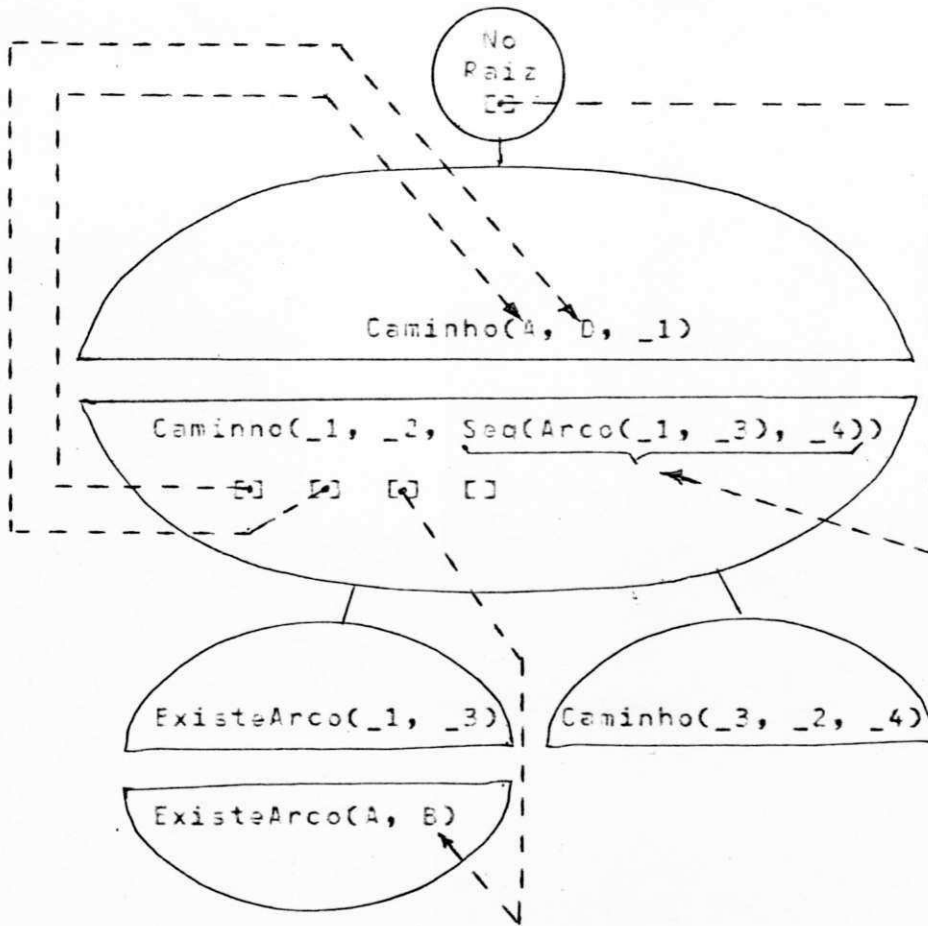 No
Raiz
[]
Caminho(A, D, _1)
Caminho(_1, _2, Seq(Arco(_1, _3), _4))
[] [] [] []
ExisteArco(_1, _3)
Caminho(_3, _2, _4)
ExisteArco(A, B)